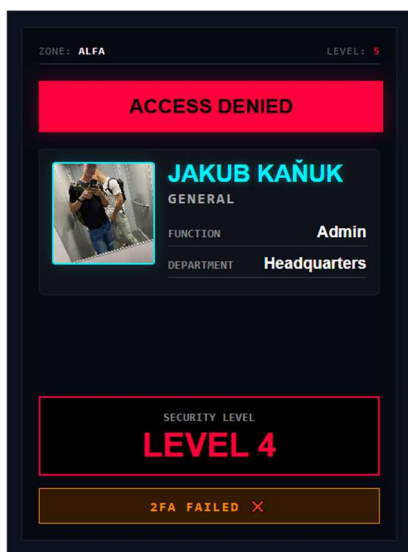 ZONE: ALFA LEVEL: 5
ACCESS DENIED
JAKUB KAŇUK
GENERAL
FUNCTION Admin
DEPARTMENT Headquarters
SECURITY LEVEL
LEVEL 4
2FA FAILED ✕